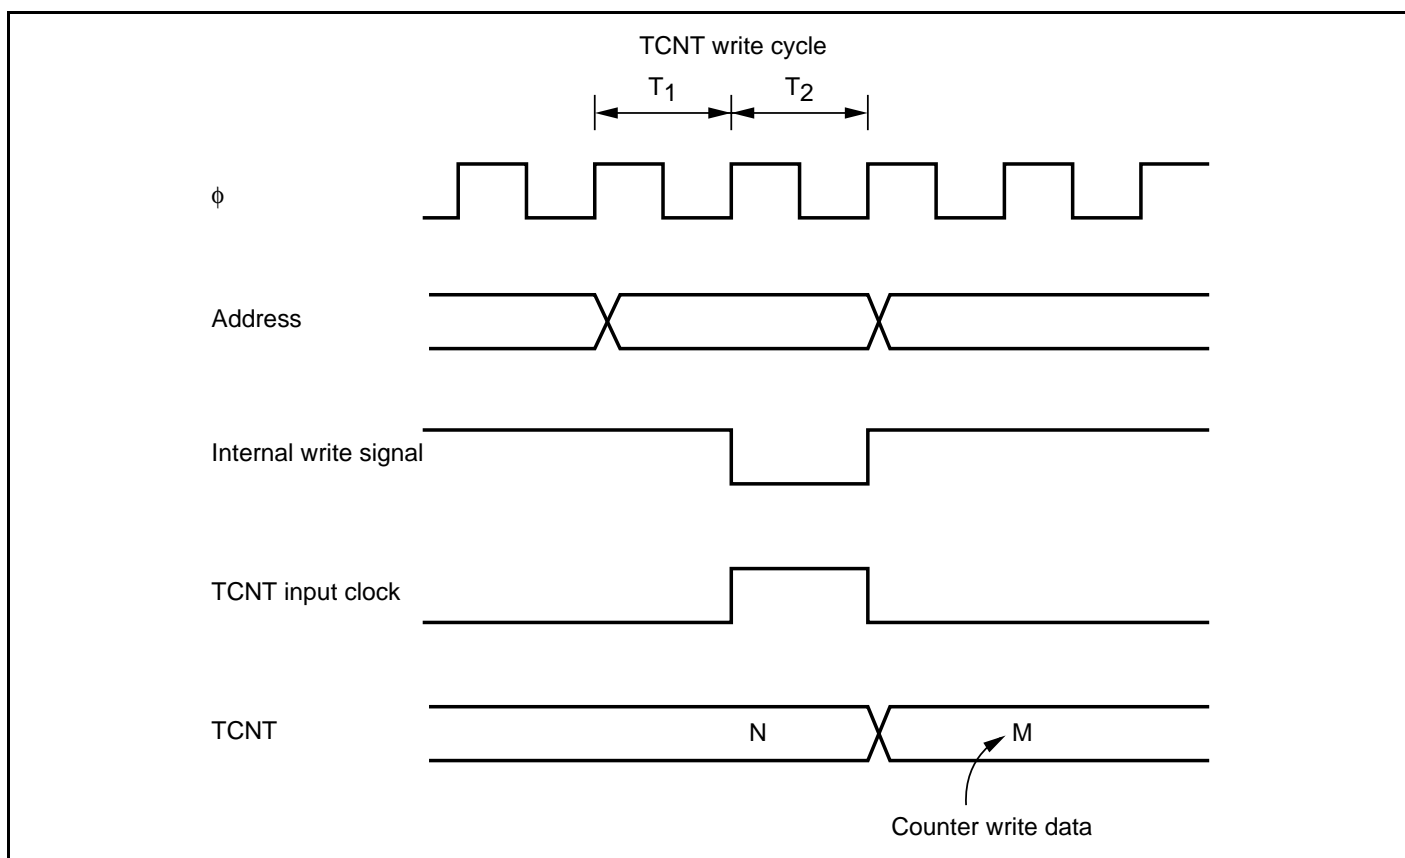 TCNT write cycle
T1 T2
ϕ
Address
Internal write signal
TCNT input clock
TCNT N M
Counter write data